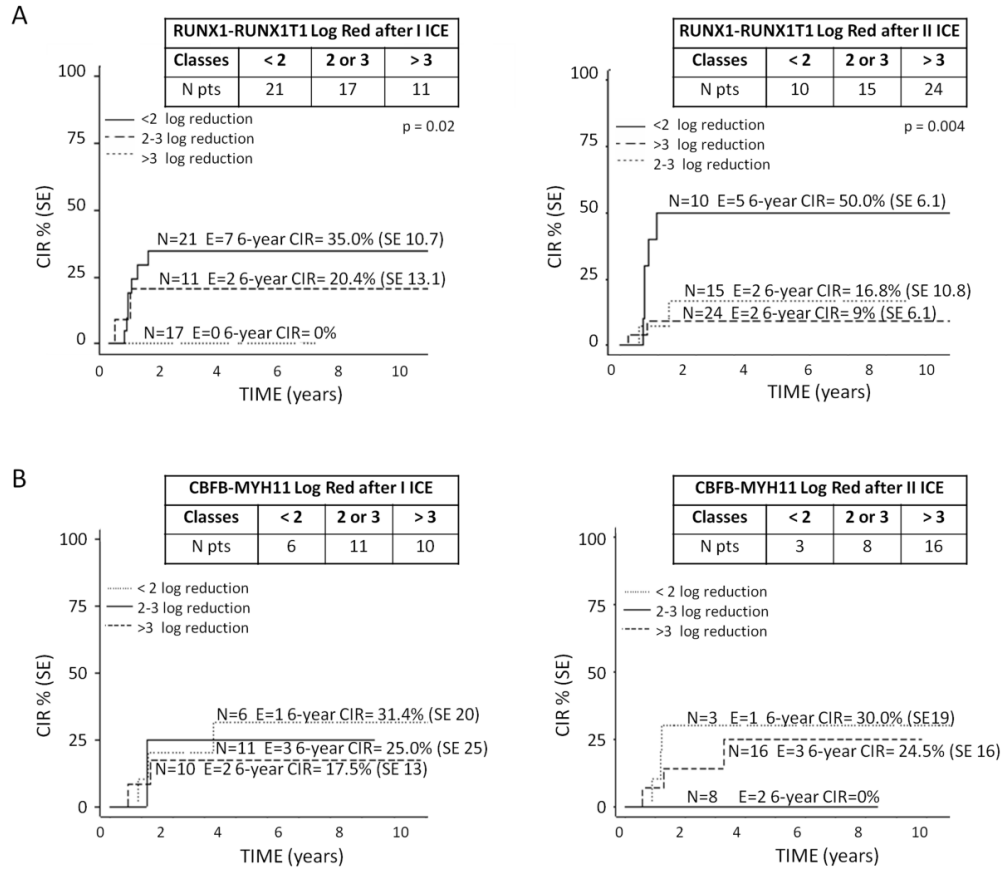 A
RUNX1-RUNX1T1 Log Red after I ICE
Classes < 2 2 or 3 > 3
N pts 21 17 11
<2 log reduction
2-3 log reduction
>3 log reduction
p = 0.02
CIR % (SE)
100
75
50
25
0
N=21 E=7 6-year CIR= 35.0% (SE 10.7)
N=11 E=2 6-year CIR= 20.4% (SE 13.1)
N=17 E=0 6-year CIR= 0%
0 2 4 6 8 10
TIME (years)
RUNX1-RUNX1T1 Log Red after II ICE
Classes < 2 2 or 3 > 3
N pts 10 15 24
<2 log reduction
>3 log reduction
2-3 log reduction
p = 0.004
CIR % (SE)
100
75
50
25
0
N=10 E=5 6-year CIR= 50.0% (SE 6.1)
N=15 E=2 6-year CIR= 16.8% (SE 10.8)
N=24 E=2 6-year CIR= 9% (SE 6.1)
0 2 4 6 8 10
TIME (years)
B
CBFB-MYH11 Log Red after I ICE
Classes < 2 2 or 3 > 3
N pts 6 11 10
< 2 log reduction
2-3 log reduction
>3 log reduction
CIR % (SE)
100
75
50
25
0
N=6 E=1 6-year CIR= 31.4% (SE 20)
N=11 E=3 6-year CIR= 25.0% (SE 25)
N=10 E=2 6-year CIR= 17.5% (SE 13)
0 2 4 6 8 10
TIME (years)
CBFB-MYH11 Log Red after II ICE
Classes < 2 2 or 3 > 3
N pts 3 8 16
< 2 log reduction
2-3 log reduction
>3 log reduction
CIR % (SE)
100
75
50
25
0
N=3 E=1 6-year CIR= 30.0% (SE19)
N=16 E=3 6-year CIR= 24.5% (SE 16)
N=8 E=2 6-year CIR=0%
0 2 4 6 8 10
TIME (years)